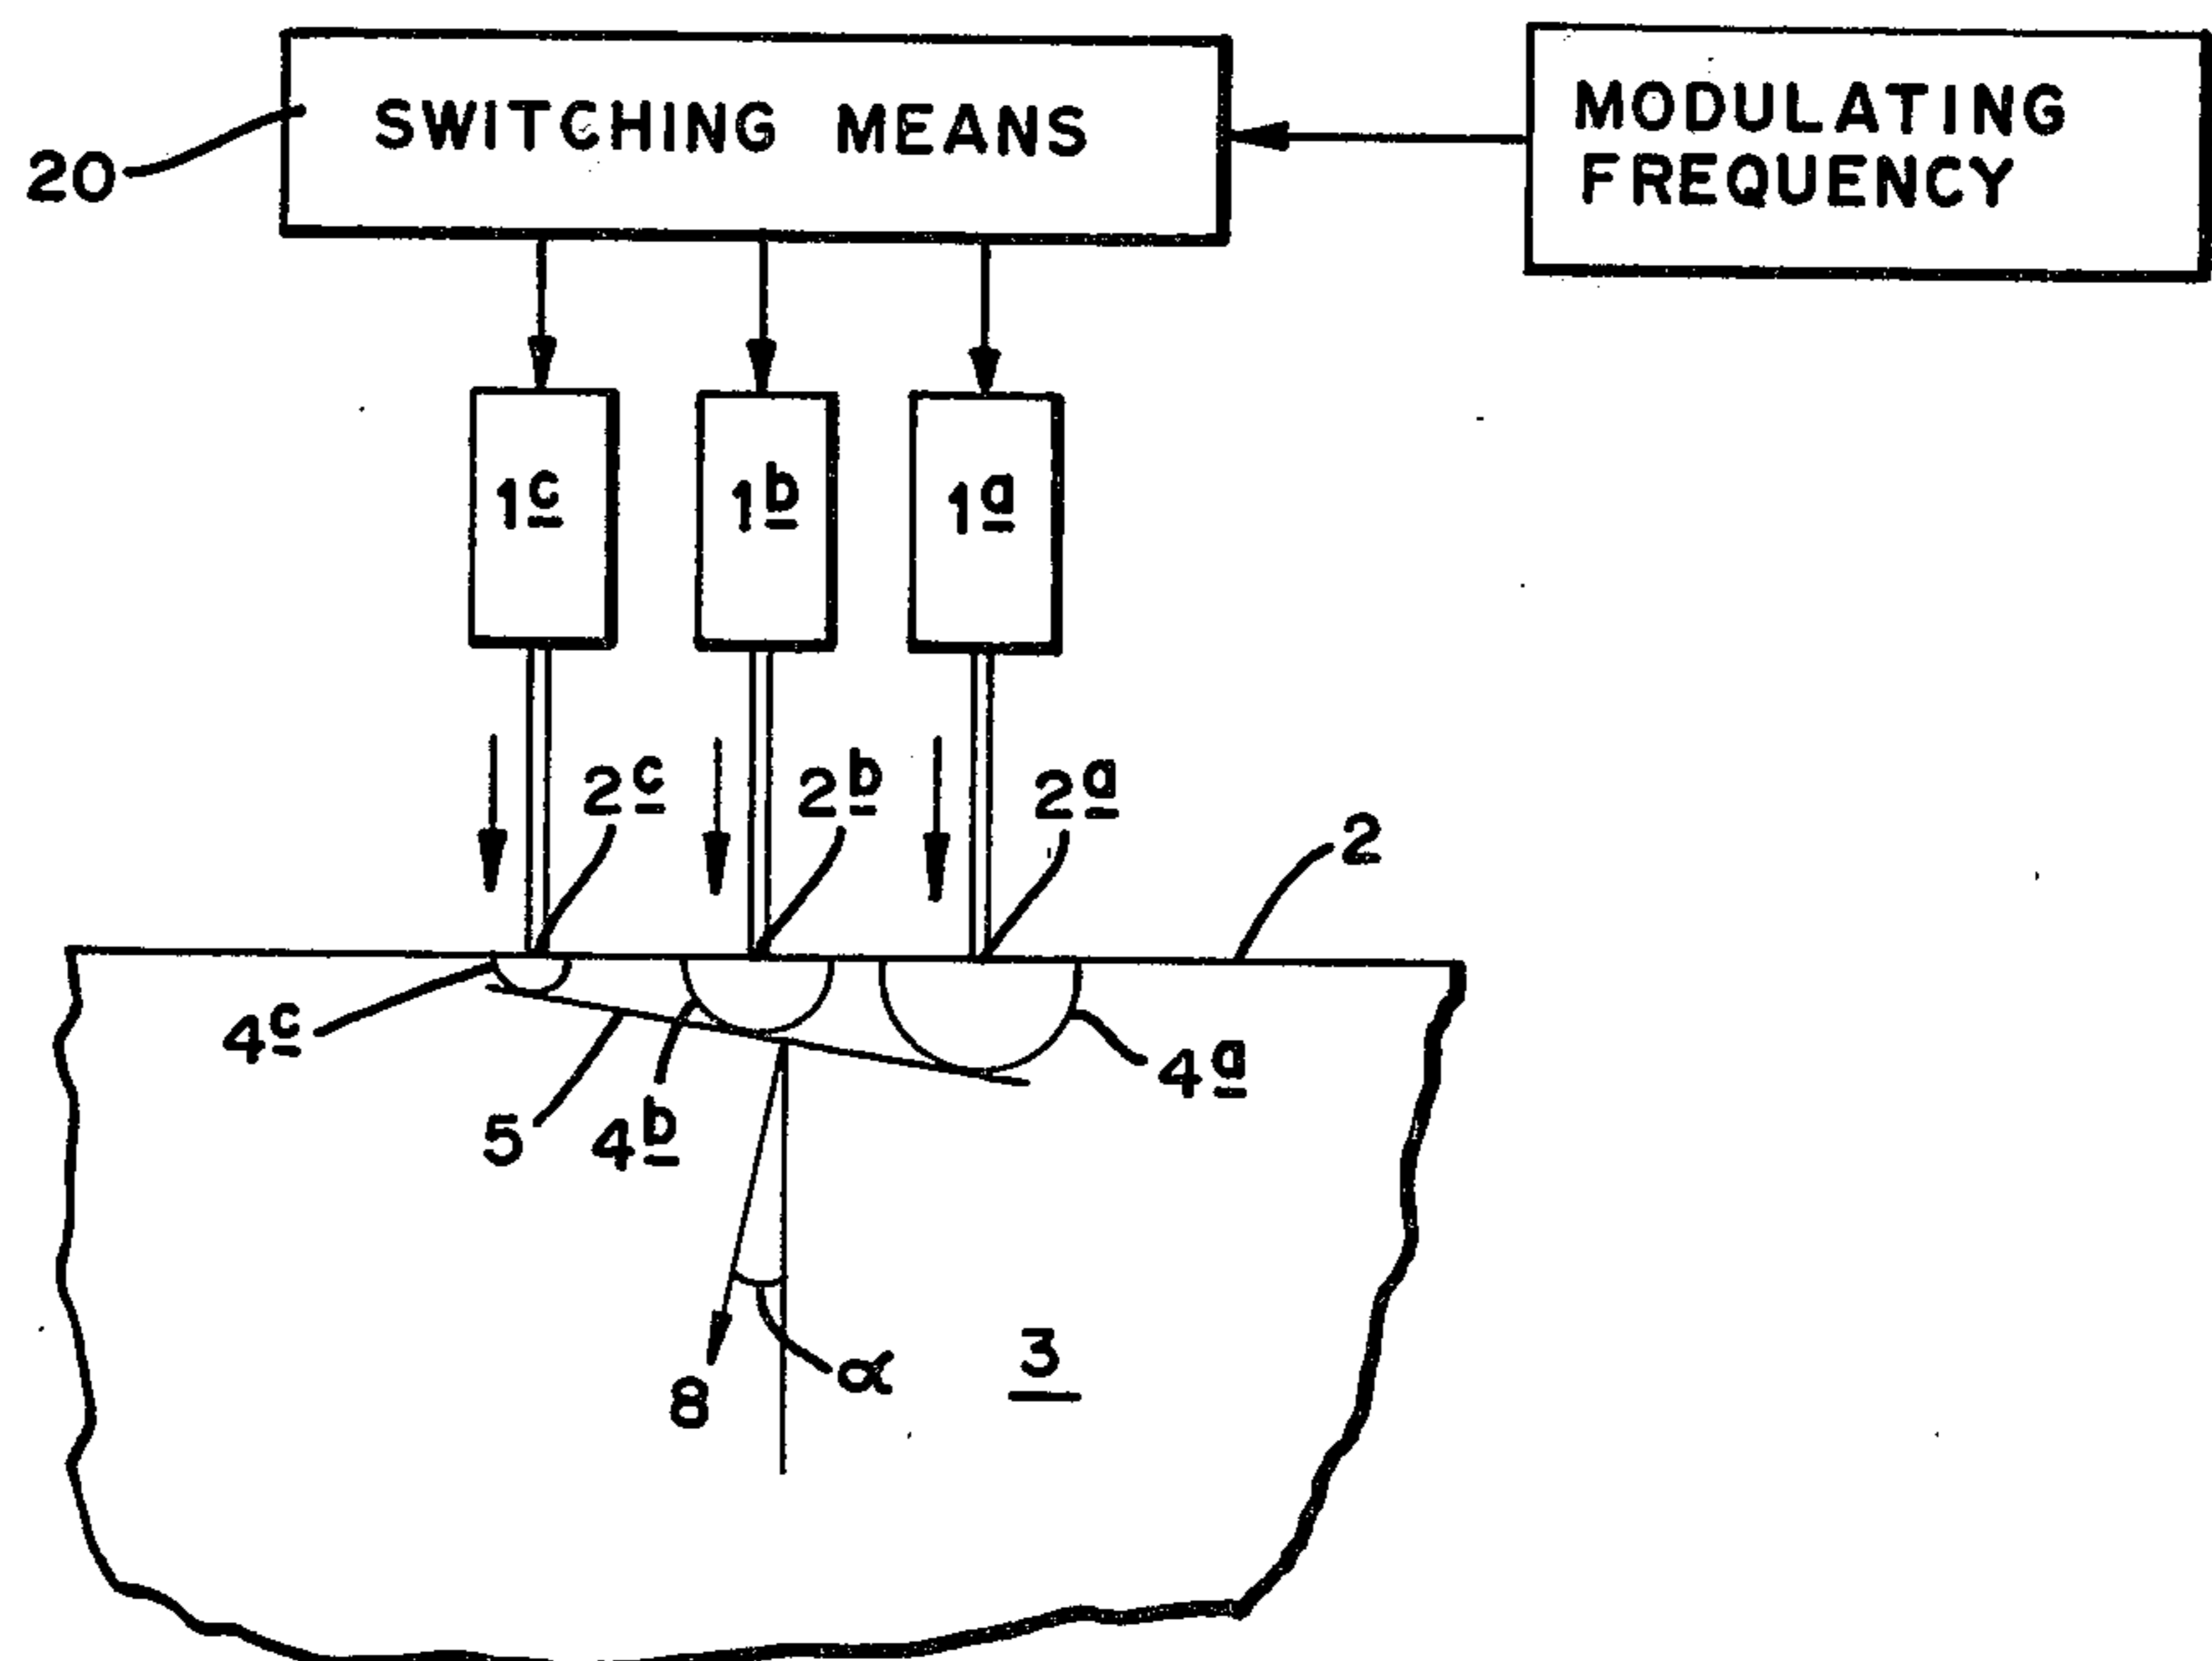 SWITCHING MEANS
MODULATING
FREQUENCY
20
1c
1b
1a
2c
2b
2a
2
4c
4a
5
4b
3
α
8